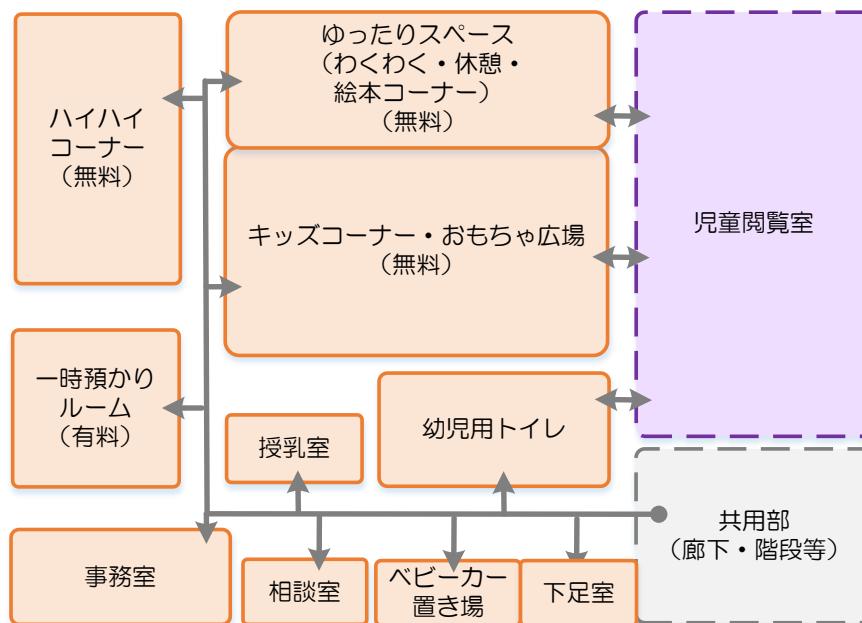 ハイハイ
コーナー
（無料）
ゆったりスペース
（わくわく・休憩・
絵本コーナー）
（無料）
キッズコーナー・おもちゃ広場
（無料）
児童閲覧室
一時預かり
ルーム
（有料）
授乳室
幼児用トイレ
共用部
（廊下・階段等）
事務室
相談室
ベビーカー
置き場
下足室